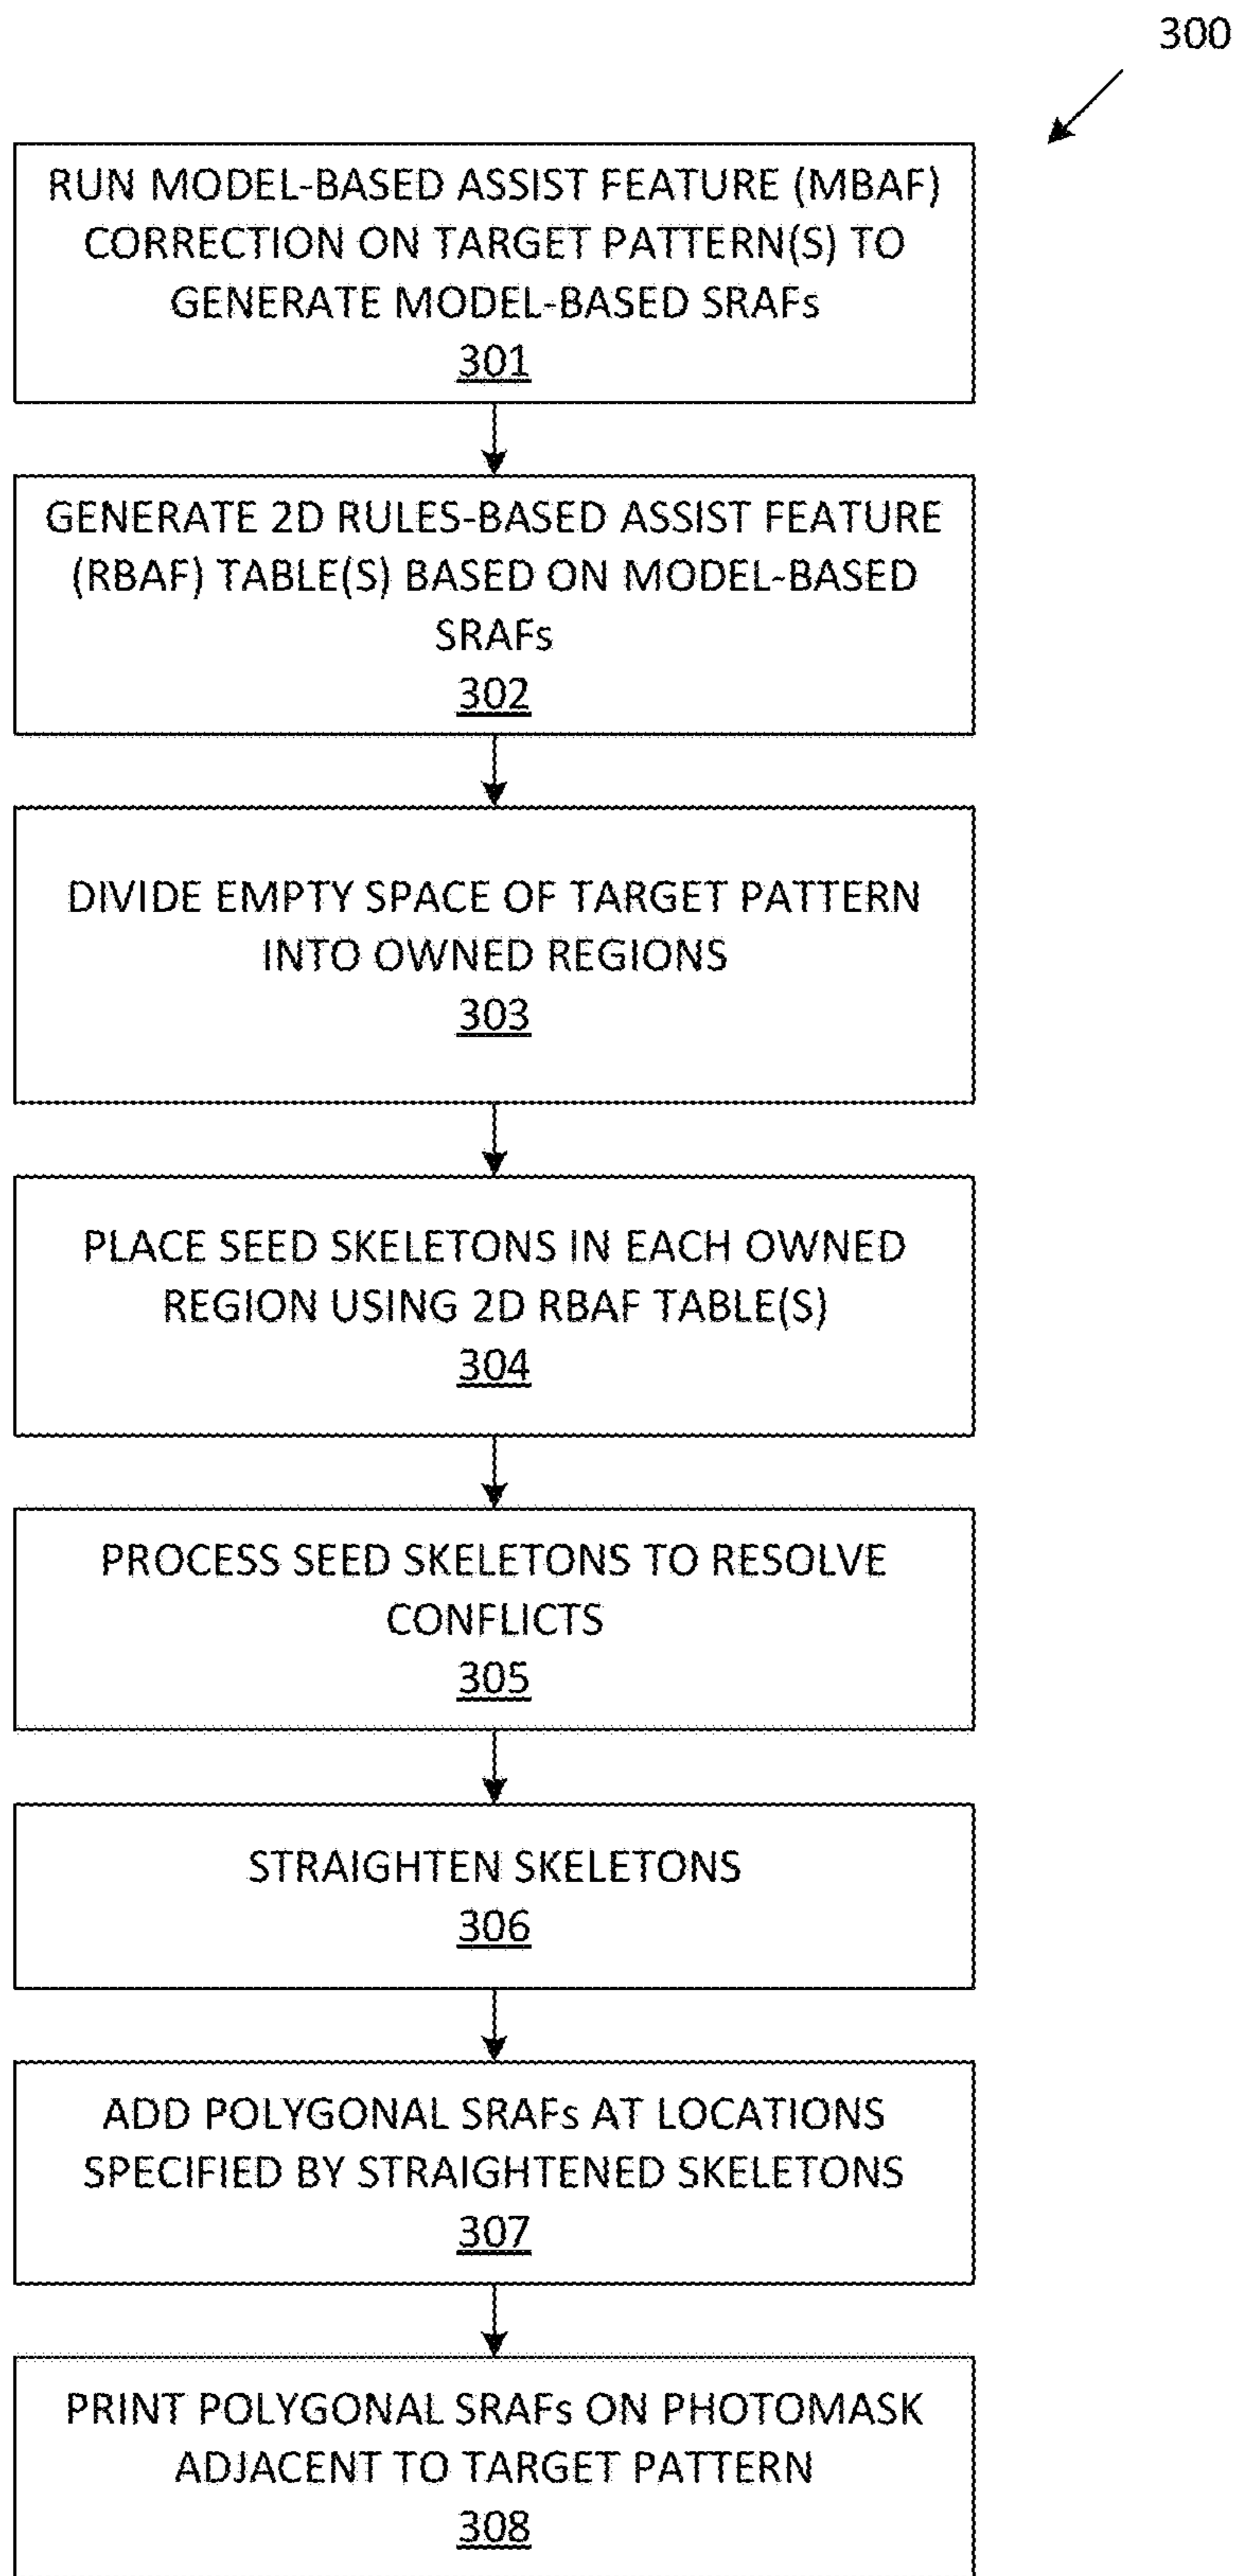 300
RUN MODEL-BASED ASSIST FEATURE (MBAF)
CORRECTION ON TARGET PATTERN(S) TO
GENERATE MODEL-BASED SRAFs
301
GENERATE 2D RULES-BASED ASSIST FEATURE
(RBAF) TABLE(S) BASED ON MODEL-BASED
SRAFs
302
DIVIDE EMPTY SPACE OF TARGET PATTERN
INTO OWNED REGIONS
303
PLACE SEED SKELETONS IN EACH OWNED
REGION USING 2D RBAF TABLE(S)
304
PROCESS SEED SKELETONS TO RESOLVE
CONFLICTS
305
STRAIGHTEN SKELETONS
306
ADD POLYGONAL SRAFs AT LOCATIONS
SPECIFIED BY STRAIGHTENED SKELETONS
307
PRINT POLYGONAL SRAFs ON PHOTOMASK
ADJACENT TO TARGET PATTERN
308